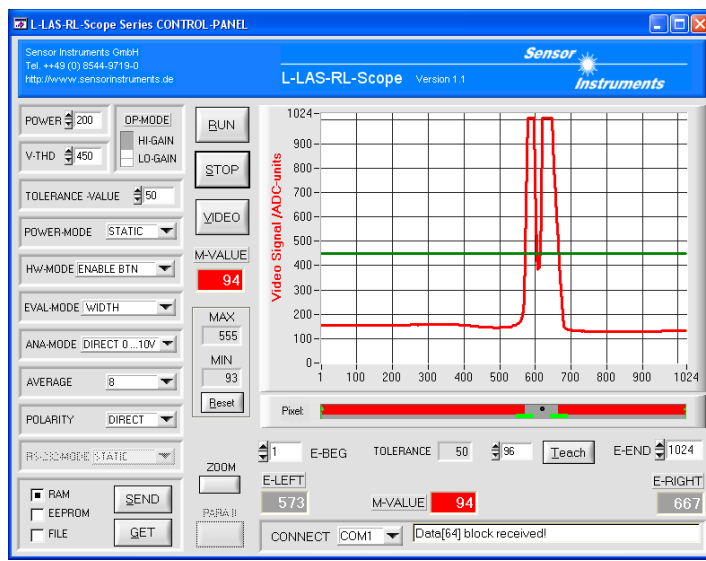 L-LAS-RL-Scope Series CONTROL-PANEL
Sensor Instruments GmbH
Tel. ++49 (0) 8544-9719-0
http://www.sensorinstruments.de
L-LAS-RL-Scope Version 1.1
Sensor
Instruments
POWER 200
V-THD 450
OP-MODE
HI-GAIN
LO-GAIN
TOLERANCE -VALUE 50
POWER-MODE STATIC
HW-MODE ENABLE BTN
EVAL-MODE WIDTH
ANA-MODE DIRECT 0 ...10V
AVERAGE 8
POLARITY DIRECT
RS-232-MODE STATIC
RAM
EEPROM
FILE
SEND
GET
RUN
STOP
VIDEO
M-VALUE
94
MAX
555
MIN
93
Reset
ZOOM
PARA II
Video Signal /ADC-units
1024
900
800
700
600
500
400
300
200
100
0
1 100 200 300 400 500 600 700 800 900 1024
Pixel:
1 E-BEG TOLERANCE 50 96 Teach E-END 1024
E-LEFT E-RIGHT
573 M-VALUE 94 667
CONNECT COM1 Data[64] block received!